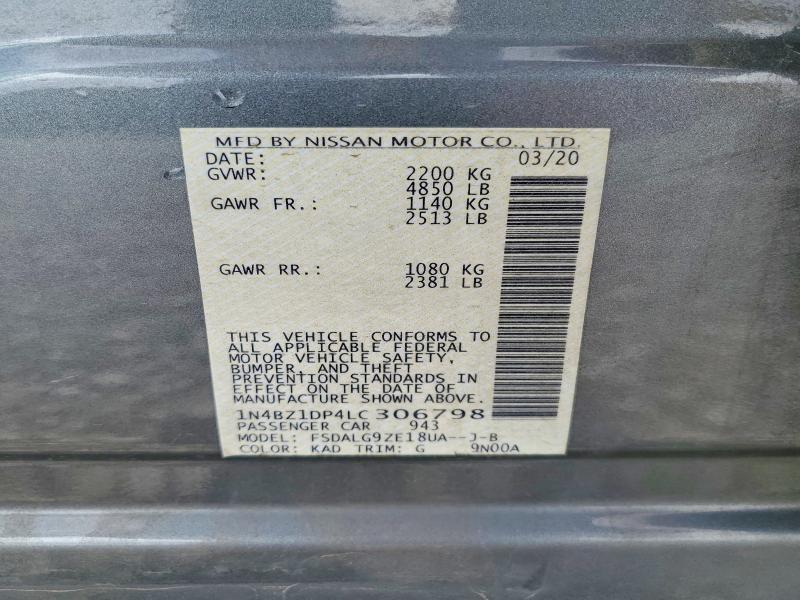 MFD BY NISSAN MOTOR CO., LTD.
DATE: 03/20
GVWR: 2200 KG
4850 LB
GAWR FR.: 1140 KG
2513 LB
GAWR RR.: 1080 KG
2381 LB
THIS VEHICLE CONFORMS TO
ALL APPLICABLE FEDERAL
MOTOR VEHICLE SAFETY,
BUMPER, AND THEFT
PREVENTION STANDARDS IN
EFFECT ON THE DATE OF
MANUFACTURE SHOWN ABOVE.
1N4BZ1DP4LC306798
PASSENGER CAR 943
MODEL: FSDALG9ZE18UA--J-B
COLOR: KAD TRIM: G 9N00A